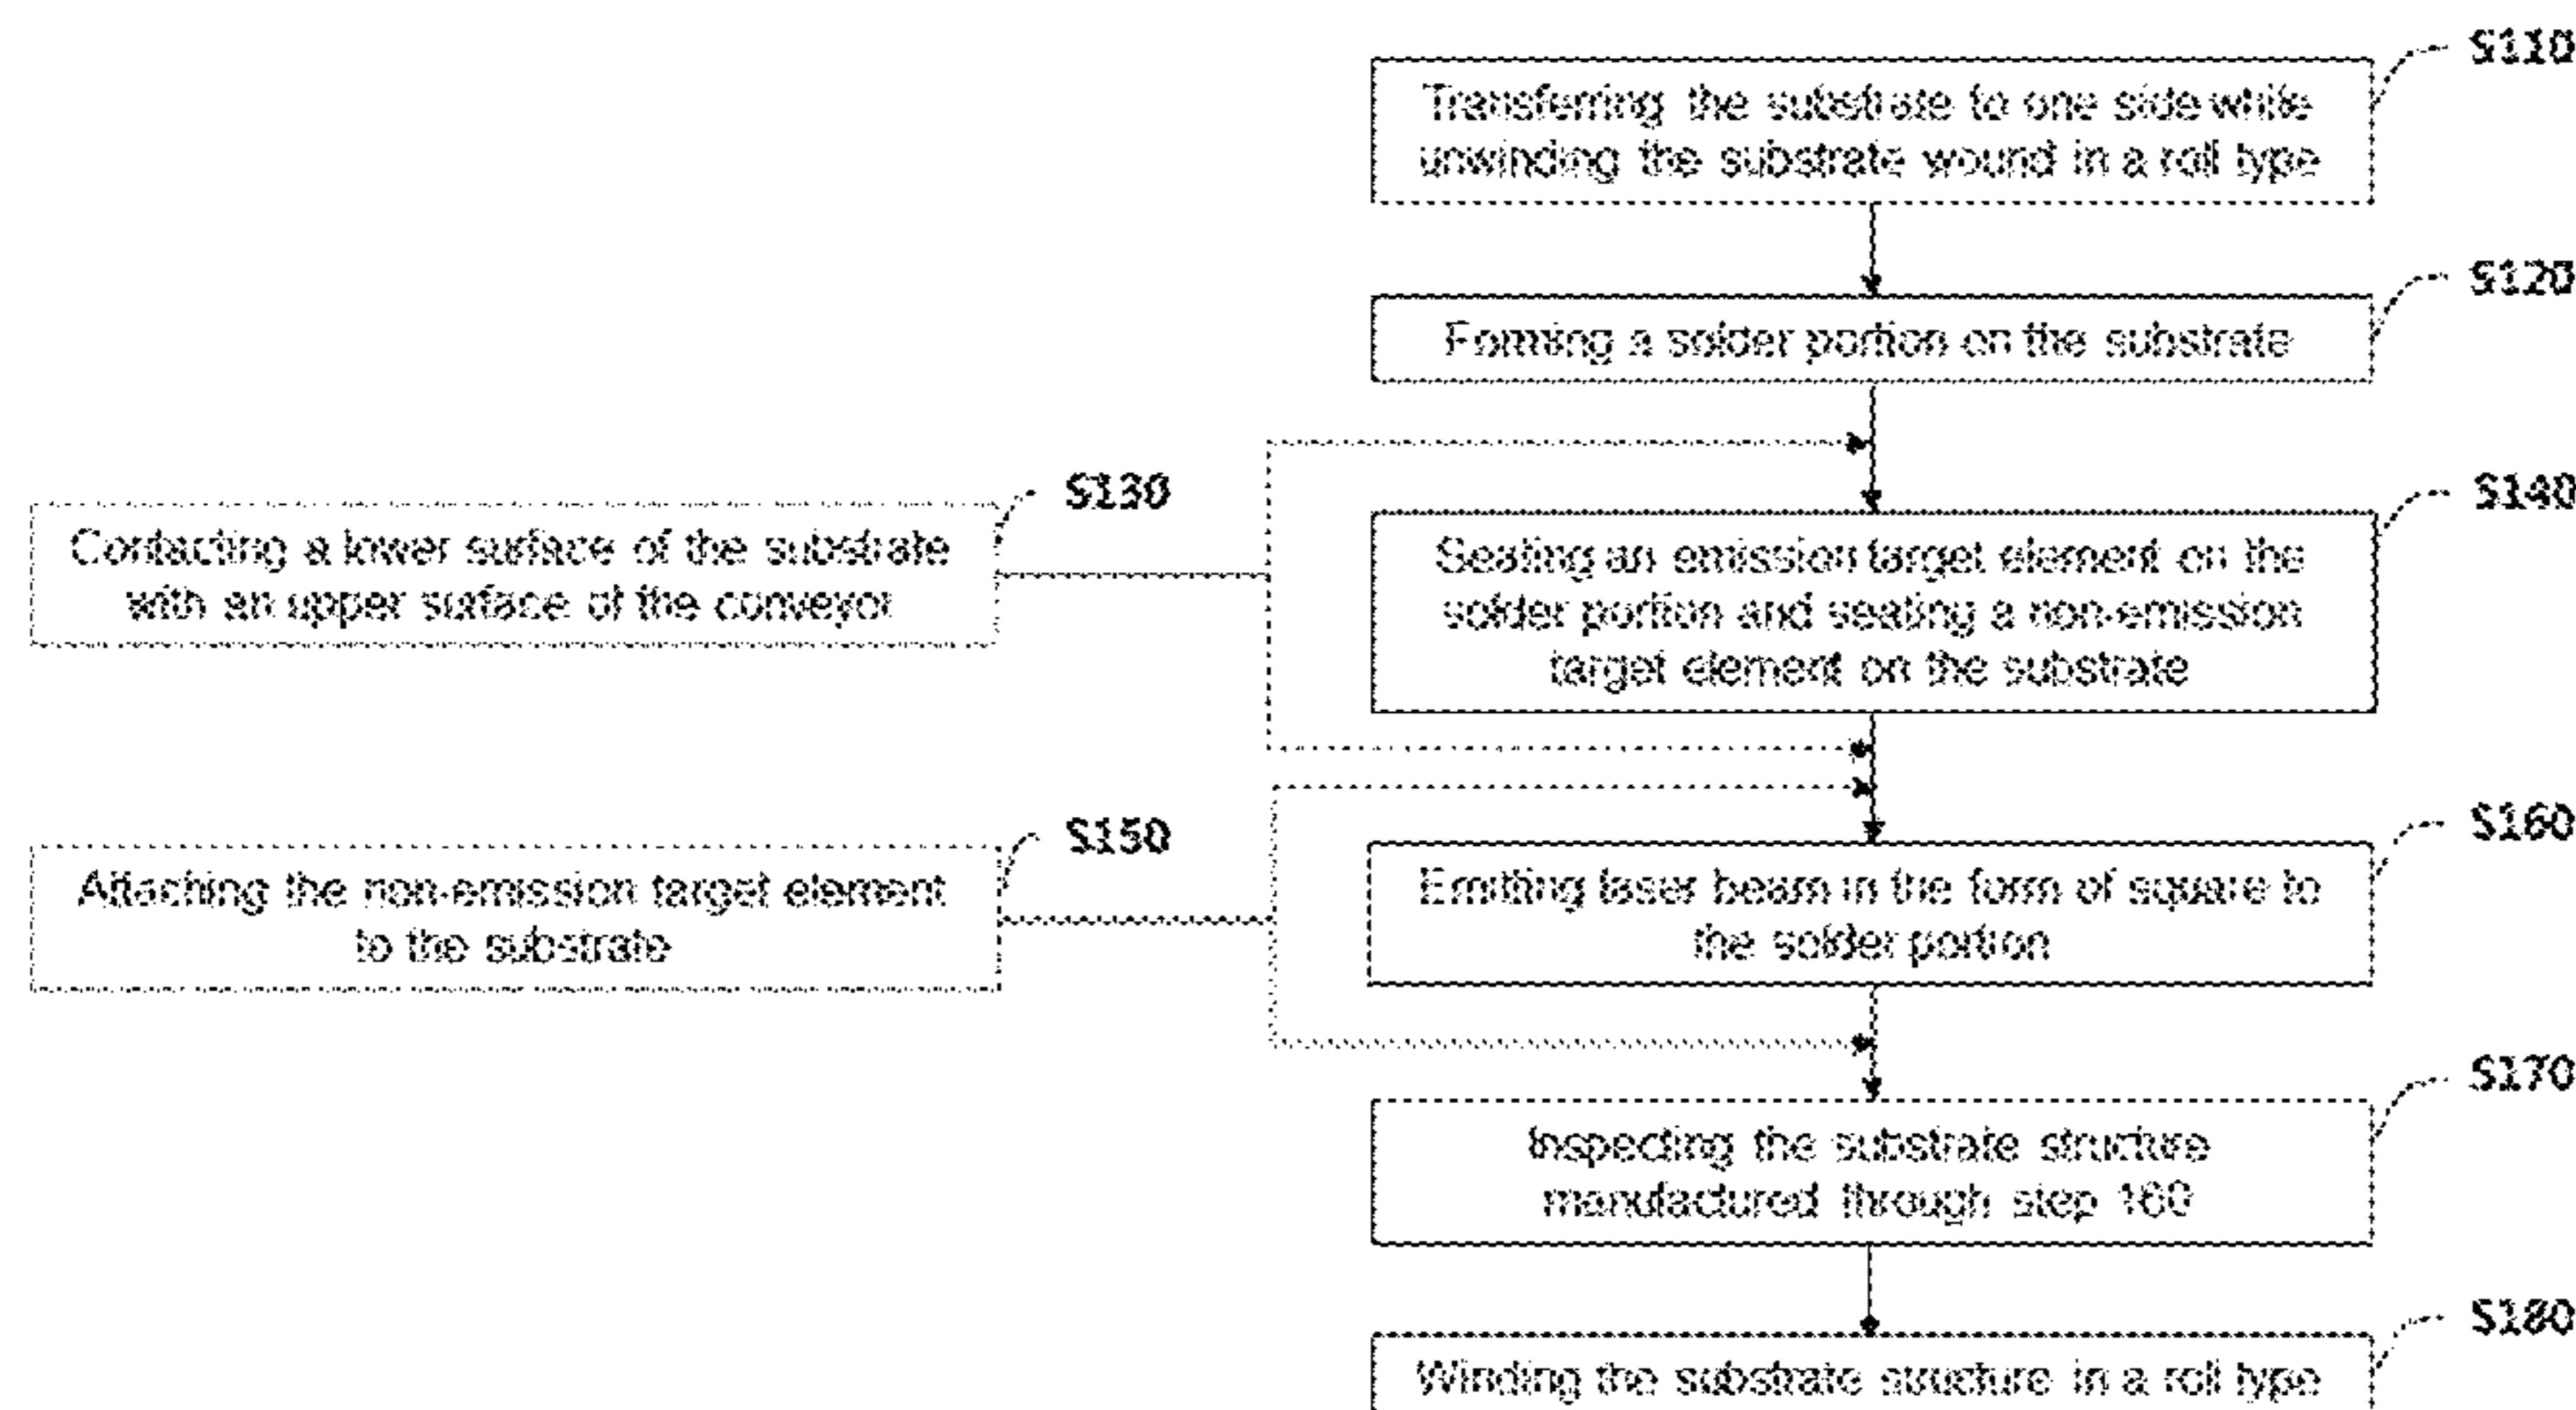 S110
Transferring the substrate to one side while
unwinding the substrate wound in a roll type
S120
Forming a solder portion on the substrate
S130
Contacting a lower surface of the substrate
with an upper surface of the conveyor
S140
Seating an emission target element on the
solder portion and seating a non-emission
target element on the substrate
S150
Attaching the non-emission target element
to the substrate
S160
Emitting laser beam in the form of square to
the solder portion
S170
Inspecting the substrate structure
manufactured through step 160
S180
Winding the substrate structure in a roll type